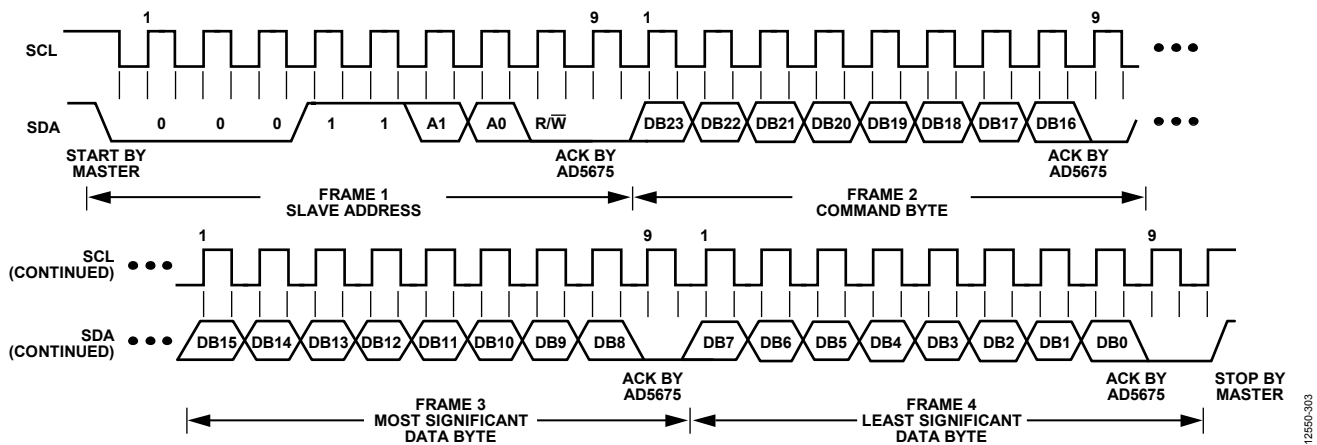 1 9 1 9
SCL
SDA 0 0 0 1 1 A1 A0 R/W̅ DB23 DB22 DB21 DB20 DB19 DB18 DB17 DB16
START BY MASTER
ACK BY AD5675
ACK BY AD5675
FRAME 1
SLAVE ADDRESS
FRAME 2
COMMAND BYTE
1 9 1 9
SCL
(CONTINUED)
SDA
(CONTINUED)
DB15 DB14 DB13 DB12 DB11 DB10 DB9 DB8 DB7 DB6 DB5 DB4 DB3 DB2 DB1 DB0
ACK BY
AD5675
ACK BY
AD5675
STOP BY
MASTER
FRAME 3
MOST SIGNIFICANT
DATA BYTE
FRAME 4
LEAST SIGNIFICANT
DATA BYTE
12550-303